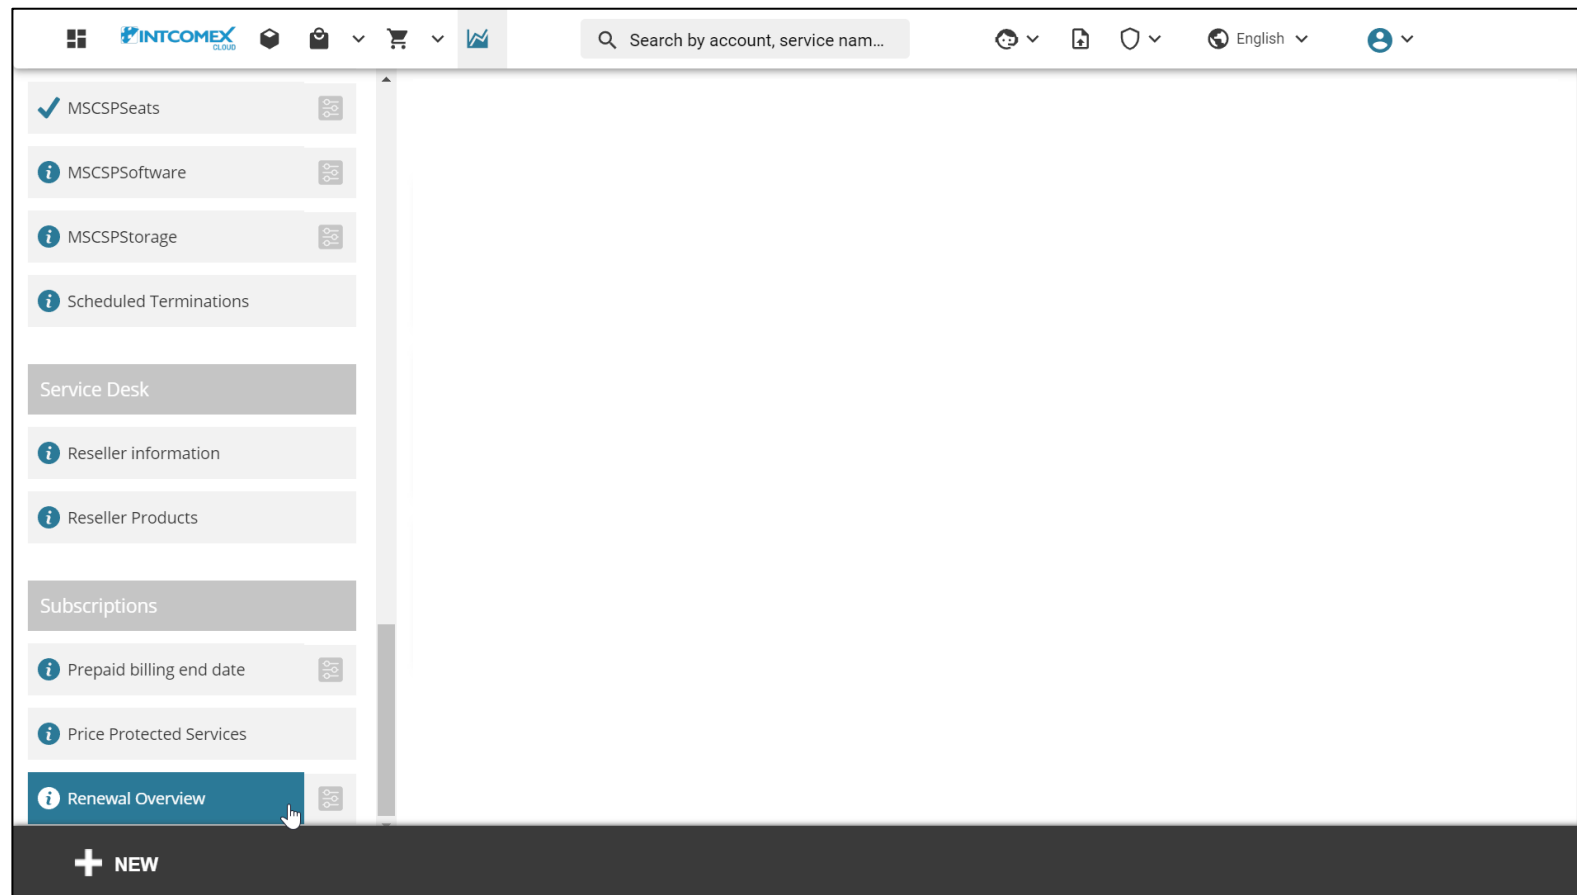 INTCOMEX
CLOUD
Search by account, service nam...
English
MSCSPSeats
MSCSPSoftware
MSCSPStorage
Scheduled Terminations
Service Desk
Reseller information
Reseller Products
Subscriptions
Prepaid billing end date
Price Protected Services
Renewal Overview
NEW